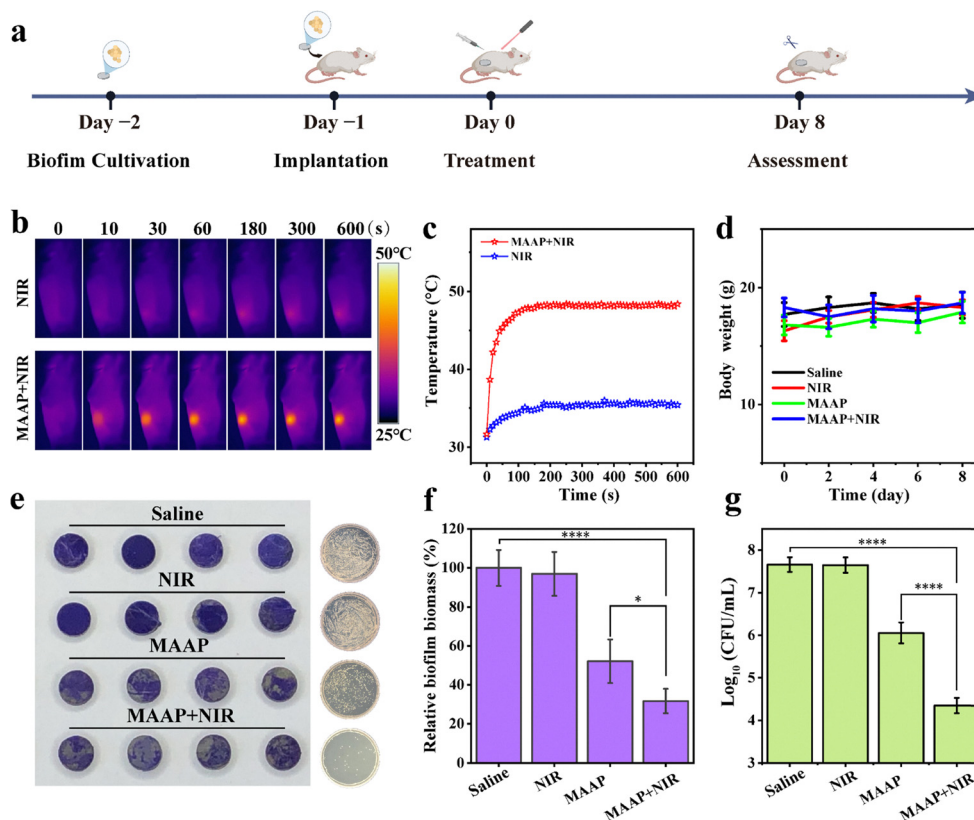 a
Day −2
Day −1
Day 0
Day 8
Biofim Cultivation
Implantation
Treatment
Assessment
b
0 10 30 60 180 300 600 (s)
NIR
MAAP+NIR
50℃
25℃
c
MAAP+NIR
NIR
Temperature (°C)
60
50
40
30
0 100 200 300 400 500 600
Time (s)
d
Body weight (g)
20
10
Saline
NIR
MAAP
MAAP+NIR
0 2 4 6 8
Time (day)
e
Saline
NIR
MAAP
MAAP+NIR
f
Relative biofilm biomass (%)
120
100
80
60
40
20
0
****
*
Saline NIR MAAP MAAP+NIR
g
Log₁₀ (CFU/mL)
8
7
6
5
4
3
****
****
Saline NIR MAAP MAAP+NIR